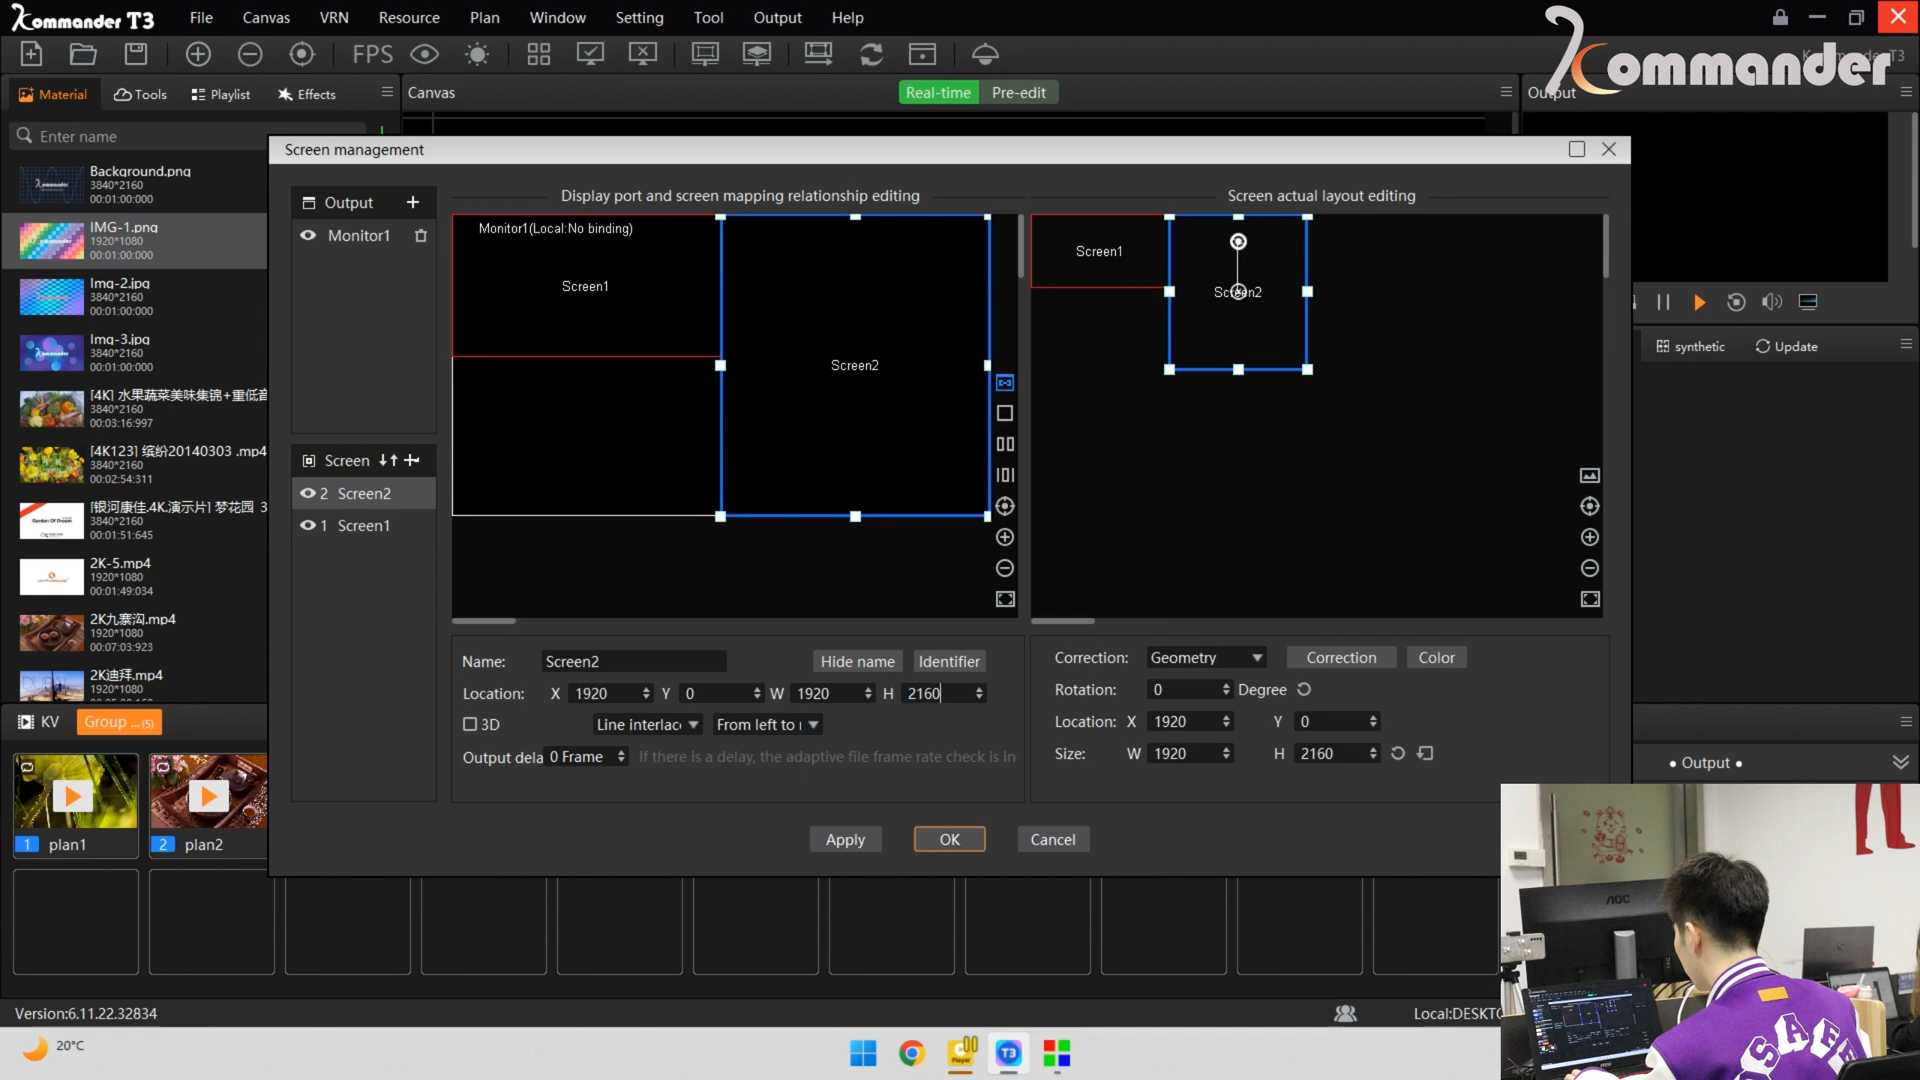 Kommander T3 File Canvas VRN Resource Plan Window Setting Tool Output Help
Kommander
FPS
Material Tools Playlist Effects
Canvas
Real-time Pre-edit
Output
Enter name
Background.png
3840*2160
00:01:00:000
IMG-1.png
1920*1080
00:01:00:000
Img-2.jpg
3840*2160
00:01:00:000
Img-3.jpg
3840*2160
00:01:00:000
[4K] 水果蔬菜美味集锦+重低音
3840*2160
00:03:16:997
[4K123] 缤纷20140303 .mp4
3840*2160
00:02:54:311
[银河康佳.4K.演示片] 梦花园 3
3840*2160
00:01:51:645
2K-5.mp4
1920*1080
00:01:49:034
2K九寨沟.mp4
1920*1080
00:07:03:923
2K迪拜.mp4
1920*1080
Screen management
Output +
Monitor1
Screen
2 Screen2
1 Screen1
Display port and screen mapping relationship editing
Monitor1(Local:No binding)
Screen1
Screen2
Screen actual layout editing
Screen1
Screen2
Name: Screen2 Hide name Identifier
Location: X 1920 Y 0 W 1920 H 2160
3D Line interlac From left to r
Output dela 0 Frame If there is a delay, the adaptive file frame rate check is in
Correction: Geometry Correction Color
Rotation: 0 Degree
Location: X 1920 Y 0
Size: W 1920 H 2160
Apply OK Cancel
synthetic Update
• Output •
KV Group ...(5)
1 plan1
2 plan2
Version:6.11.22.32834
Local:DESKTO
20°C
T3
AOC
SAFE